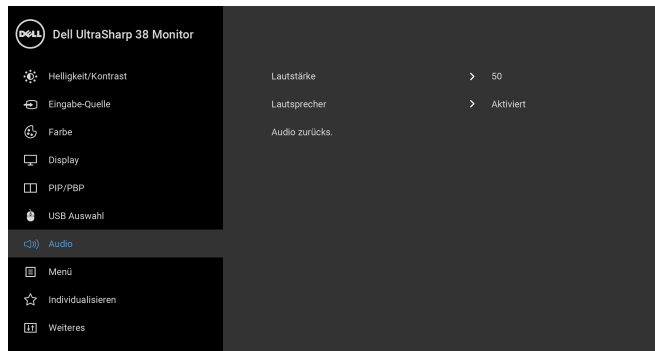 DELL Dell UltraSharp 38 Monitor
Helligkeit/Kontrast
Eingabe-Quelle
Farbe
Display
PIP/PBP
USB Auswahl
Audio
Menü
Individualisieren
Weiteres
Lautstärke 50
Lautsprecher Aktiviert
Audio zurücks.